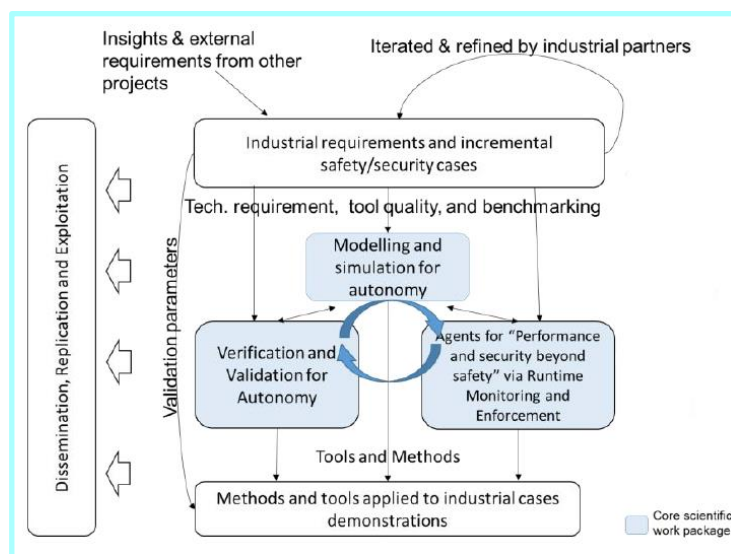 Insights & external
requirements from other
projects
Iterated & refined by industrial partners
Industrial requirements and incremental
safety/security cases
Tech. requirement, tool quality, and benchmarking
Modelling and
simulation for
autonomy
Verification and
Validation for
Autonomy
Agents for “Performance
and security beyond
safety” via Runtime
Monitoring and
Enforcement
Tools and Methods
Methods and tools applied to industrial cases
demonstrations
Validation parameters
Dissemination, Replication and Exploitation
Core scientific
work package